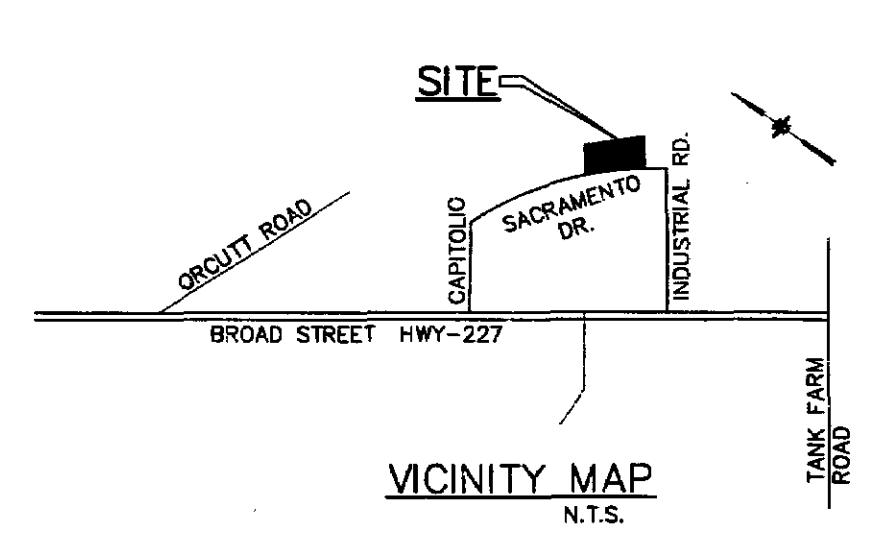 SITE
ORCUTT ROAD
CAPITOLIO
SACRAMENTO
DR.
INDUSTRIAL RD.
BROAD STREET HWY-227
TANK FARM
ROAD
VICINITY MAP
N.T.S.